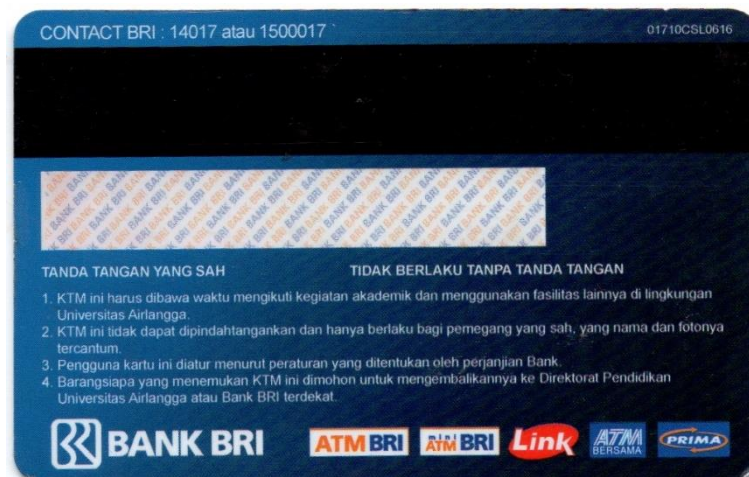 CONTACT BRI : 14017 atau 1500017
01710CSL0616
BANK BRI
TANDA TANGAN YANG SAH
TIDAK BERLAKU TANPA TANDA TANGAN
1. KTM ini harus dibawa waktu mengikuti kegiatan akademik dan menggunakan fasilitas lainnya di lingkungan
Universitas Airlangga.
2. KTM ini tidak dapat dipindahtangankan dan hanya berlaku bagi pemegang yang sah, yang nama dan fotonya
tercantum.
3. Pengguna kartu ini diatur menurut peraturan yang ditentukan oleh perjanjian Bank.
4. Barangsiapa yang menemukan KTM ini dimohon untuk mengembalikannya ke Direktorat Pendidikan
Universitas Airlangga atau Bank BRI terdekat.
BANK BRI
ATM BRI
mini ATM BRI
Link
ATM BERSAMA
PRIMA